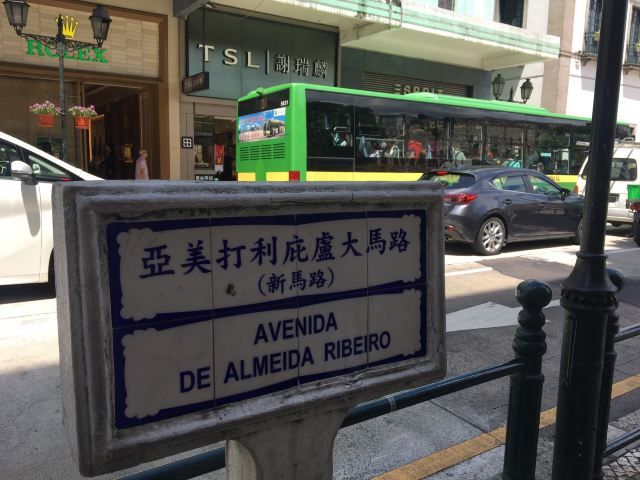 ROLEX
TSL | 謝瑞麟
ESPRIT
亞美打利庇盧大馬路
(新馬路)
AVENIDA
DE ALMEIDA RIBEIRO